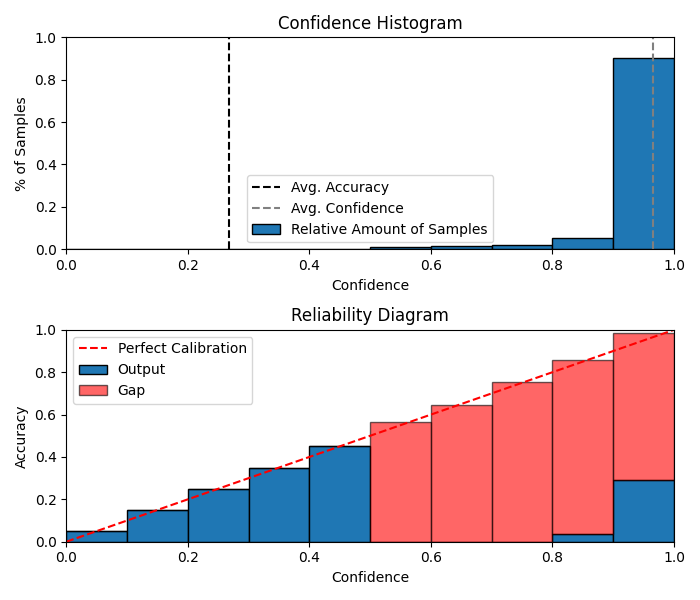 Confidence Histogram
1.0
0.8
0.6
0.4
0.2
0.0
% of Samples
Avg. Accuracy
Avg. Confidence
Relative Amount of Samples
0.0 0.2 0.4 0.6 0.8 1.0
Confidence
Reliability Diagram
1.0
0.8
0.6
0.4
0.2
0.0
Accuracy
Perfect Calibration
Output
Gap
0.0 0.2 0.4 0.6 0.8 1.0
Confidence